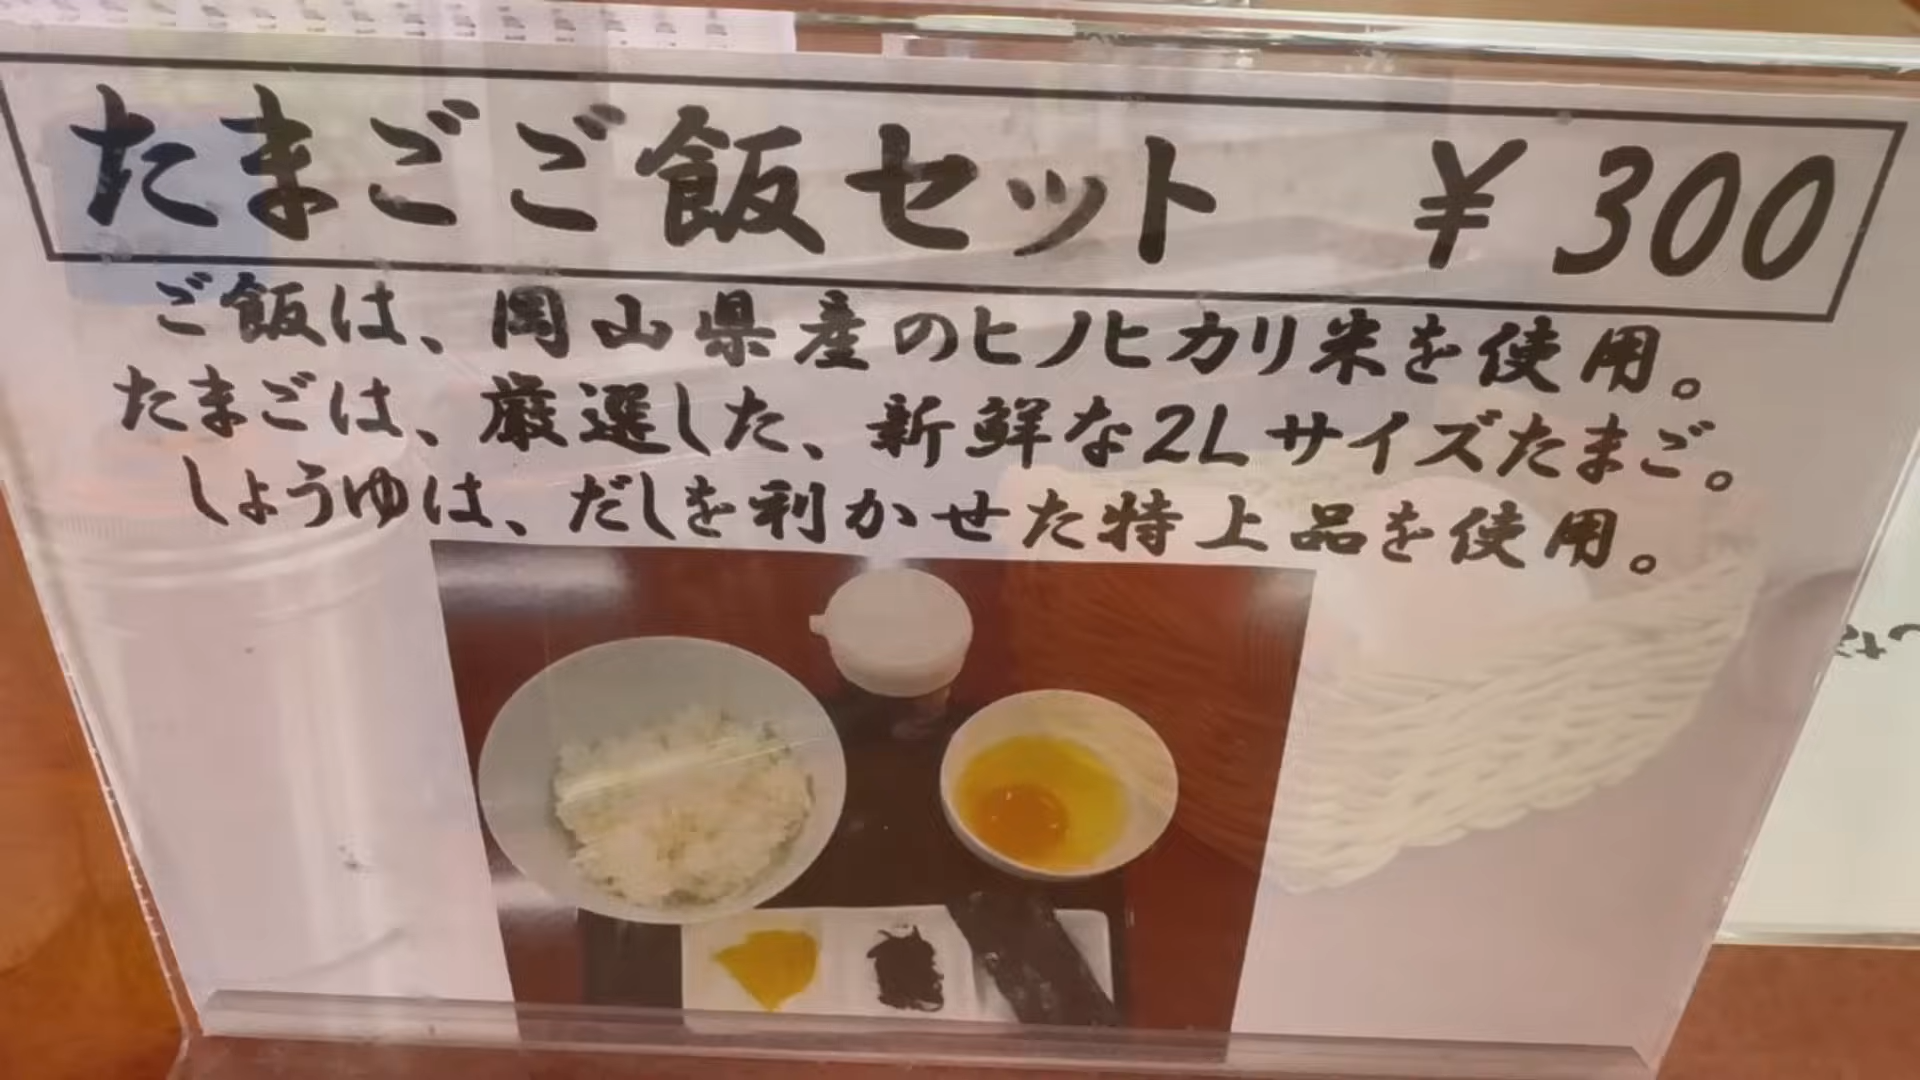 たまごご飯セット ¥300
ご飯は、岡山県産のヒノヒカリ米を使用。
たまごは、厳選した、新鮮な2Lサイズたまご。
しょうゆは、だしを利かせた特上品を使用。